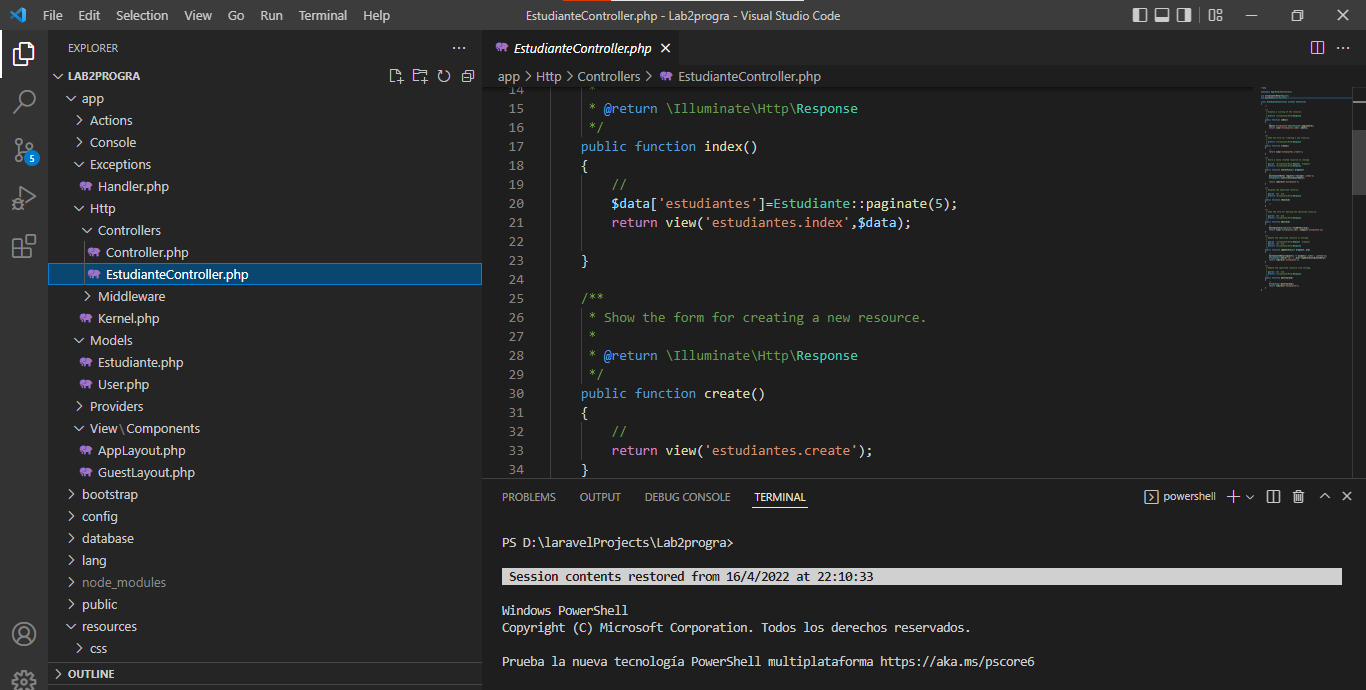 File Edit Selection View Go Run Terminal Help
EstudianteController.php - Lab2progra - Visual Studio Code
5
EXPLORER
LAB2PROGRA
app
Actions
Console
Exceptions
Handler.php
Http
Controllers
Controller.php
EstudianteController.php
Middleware
Kernel.php
Models
Estudiante.php
User.php
Providers
View\Components
AppLayout.php
GuestLayout.php
bootstrap
config
database
lang
node_modules
public
resources
css
OUTLINE
EstudianteController.php
app > Http > Controllers > EstudianteController.php
14 *
15 * @return \Illuminate\Http\Response
16 */
17 public function index()
18 {
19 //
20 $data['estudiantes']=Estudiante::paginate(5);
21 return view('estudiantes.index',$data);
22
23 }
24
25 /**
26 * Show the form for creating a new resource.
27 *
28 * @return \Illuminate\Http\Response
29 */
30 public function create()
31 {
32 //
33 return view('estudiantes.create');
34 }
PROBLEMS OUTPUT DEBUG CONSOLE TERMINAL
powershell
PS D:\laravelProjects\Lab2progra>
Session contents restored from 16/4/2022 at 22:10:33
Windows PowerShell
Copyright (C) Microsoft Corporation. Todos los derechos reservados.
Prueba la nueva tecnología PowerShell multiplataforma https://aka.ms/pscore6